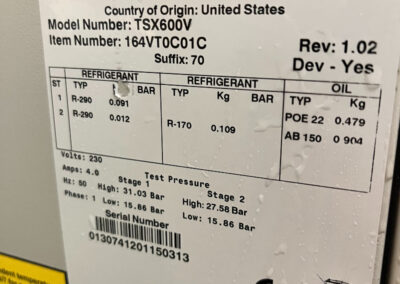 Country of Origin: United States
Model Number: TSX600V
Item Number: 164VT0C01C
Suffix: 70
Rev: 1.02
Dev - Yes
REFRIGERANT REFRIGERANT OIL
ST TYP Kg BAR TYP Kg BAR TYP Kg
1 R-290 0.091 R-170 0.109 POE 22 0.479
2 R-290 0.012 AB 150 0.904
Volts: 230
Amps: 4.0
Hz: 50
Phase: 1
Test Pressure
Stage 1 Stage 2
High: 31.03 Bar High: 27.58 Bar
Low: 15.86 Bar Low: 15.86 Bar
Serial Number
0130741201150313